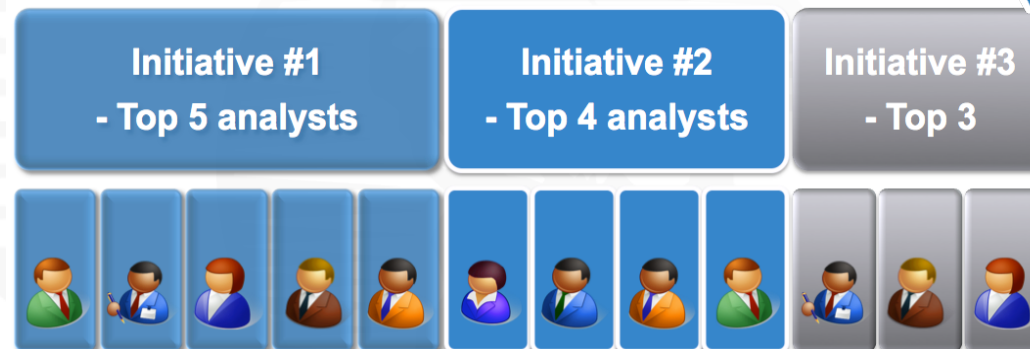 Initiative #1
- Top 5 analysts
Initiative #2
- Top 4 analysts
Initiative #3
- Top 3